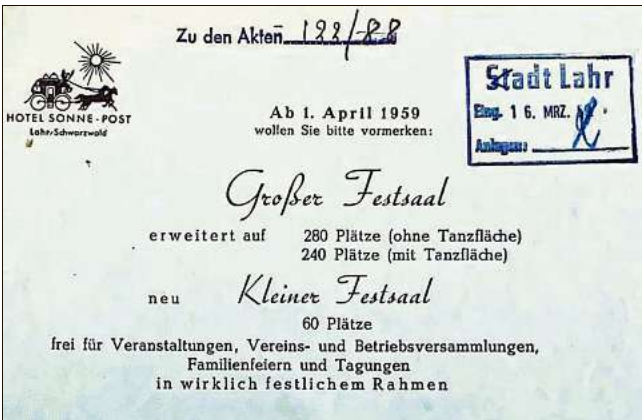 Zu den Akten 122/-88
HOTEL SONNE-POST
Lahr/Schwarzwald
Stadt Lahr
Eing. 16. MRZ.
Anlagen:
Ab 1. April 1959
wollen Sie bitte vormerken:
Großer Festsaal
erweitert auf 280 Plätze (ohne Tanzfläche)
240 Plätze (mit Tanzfläche)
neu Kleiner Festsaal
60 Plätze
frei für Veranstaltungen, Vereins- und Betriebsversammlungen,
Familienfeiern und Tagungen
in wirklich festlichem Rahmen